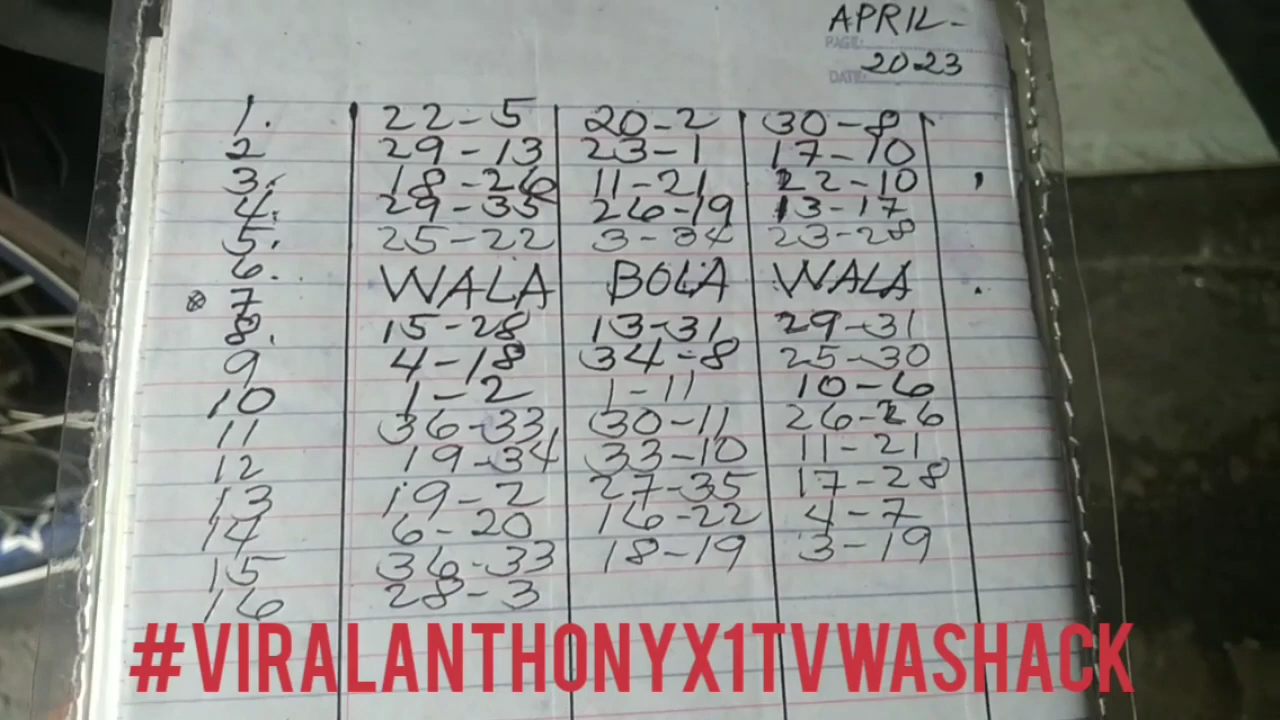 APRIL-
PAGE:
2023
DATE:
1. 22-5 20-2 30-8
2 29-13 23-1 17-10
3. 18-26 11-21 22-10
4. 29-35 26-19 13-17
5. 25-22 3-34 23-28
6.
7 WALA BOLA WALA
8. 15-28 13-31 29-31
9 4-18 34-8 25-30
10 1-2 1-11 10-6
11 36-33 30-11 26-26
12 19-34 33-10 11-21
13 19-2 27-35 17-28
14 6-20 16-22 4-7
15 36-33 18-19 3-19
16 28-3
#VIRALANTHONYX1TVWASHACK